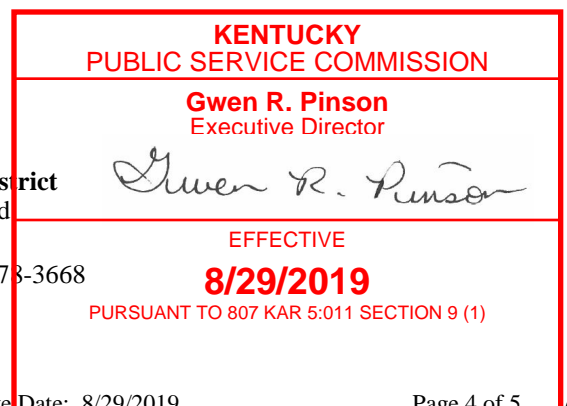 KENTUCKY
PUBLIC SERVICE COMMISSION
Gwen R. Pinson
Executive Director
strict
Gwen R. Pinson
d
EFFECTIVE
78-3668
8/29/2019
PURSUANT TO 807 KAR 5:011 SECTION 9 (1)
Date: 8/29/2019 Page 4 of 5